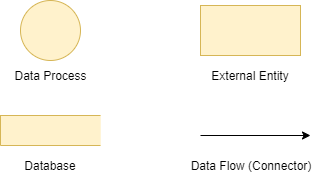 Data Process
External Entity
Database
Data Flow (Connector)